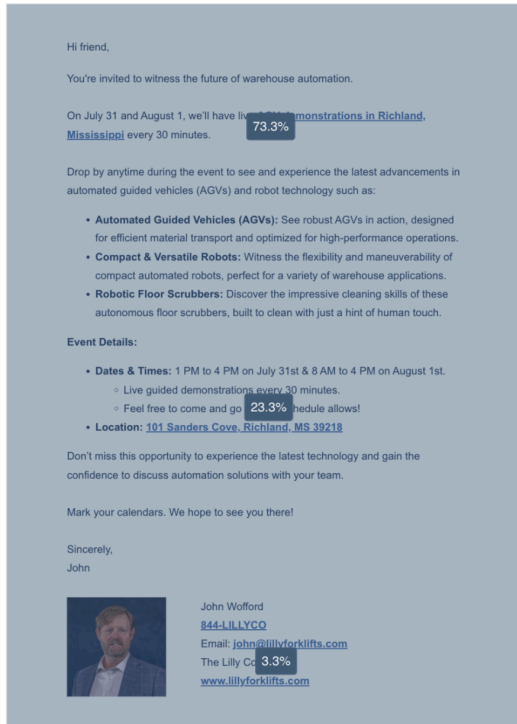 Hi friend,
You're invited to witness the future of warehouse automation.
On July 31 and August 1, we'll have demonstrations in Richland,
73.3%
Mississippi every 30 minutes.
Drop by anytime during the event to see and experience the latest advancements in
automated guided vehicles (AGVs) and robot technology such as:
• Automated Guided Vehicles (AGVs): See robust AGVs in action, designed
for efficient material transport and optimized for high-performance operations.
• Compact & Versatile Robots: Witness the flexibility and maneuverability of
compact automated robots, perfect for a variety of warehouse applications.
• Robotic Floor Scrubbers: Discover the impressive cleaning skills of these
autonomous floor scrubbers, built to clean with just a hint of human touch.
Event Details:
• Dates & Times: 1 PM to 4 PM on July 31st & 8 AM to 4 PM on August 1st.
◦ Live guided demonstrations every 30 minutes.
◦ Feel free to come and go 23.3% allows!
• Location: 101 Sanders Cove, Richland, MS 39218
Don't miss this opportunity to experience the latest technology and gain the
confidence to discuss automation solutions with your team.
Mark your calendars. We hope to see you there!
Sincerely,
John
John Wofford
844-LILLYCO
Email: john@lillyforklifts.com
The Lilly 3.3%
www.lillyforklifts.com